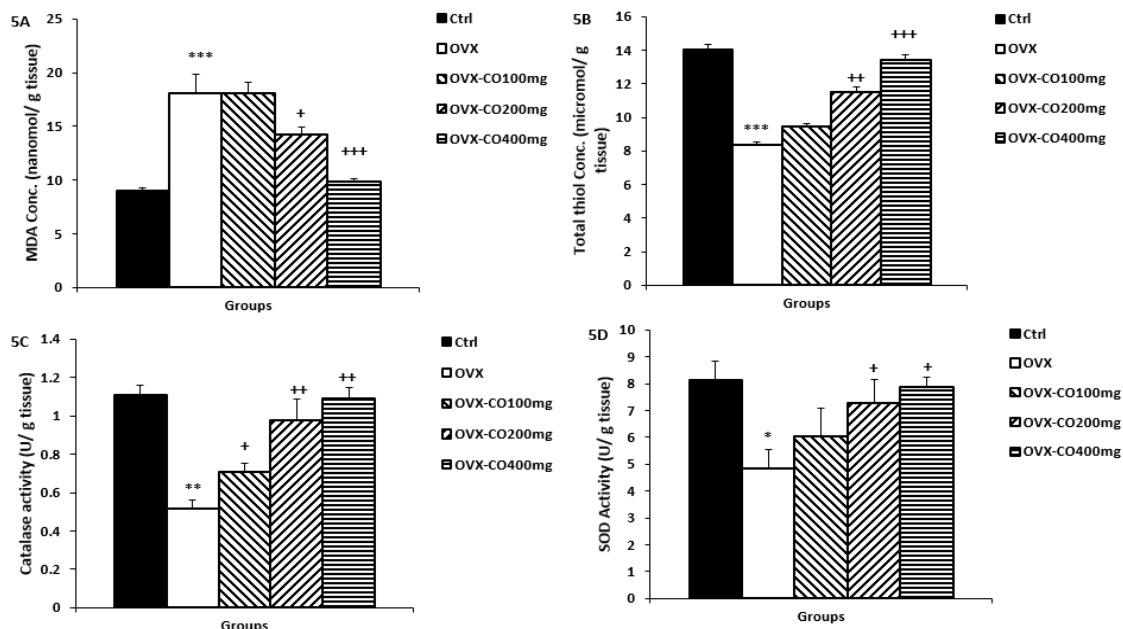 5A
MDA Conc. (nanomol/ g tissue)
25
20
15
10
5
0
***
+
+++
Groups
Ctrl
OVX
OVX-CO100mg
OVX-CO200mg
OVX-CO400mg
5B
Total thiol Conc. (micromol/ g
tissue)
16
14
12
10
8
6
4
2
0
***
++
+++
Groups
Ctrl
OVX
OVX-CO100mg
OVX-CO200mg
OVX-CO400mg
5C
Catalase activity (U/ g tissue)
1.4
1.2
1
0.8
0.6
0.4
0.2
0
**
+
++
++
Groups
Ctrl
OVX
OVX-CO100mg
OVX-CO200mg
OVX-CO400mg
5D
SOD Activity (U/ g tissue)
10
9
8
7
6
5
4
3
2
1
0
*
+
+
Groups
Ctrl
OVX
OVX-CO100mg
OVX-CO200mg
OVX-CO400mg